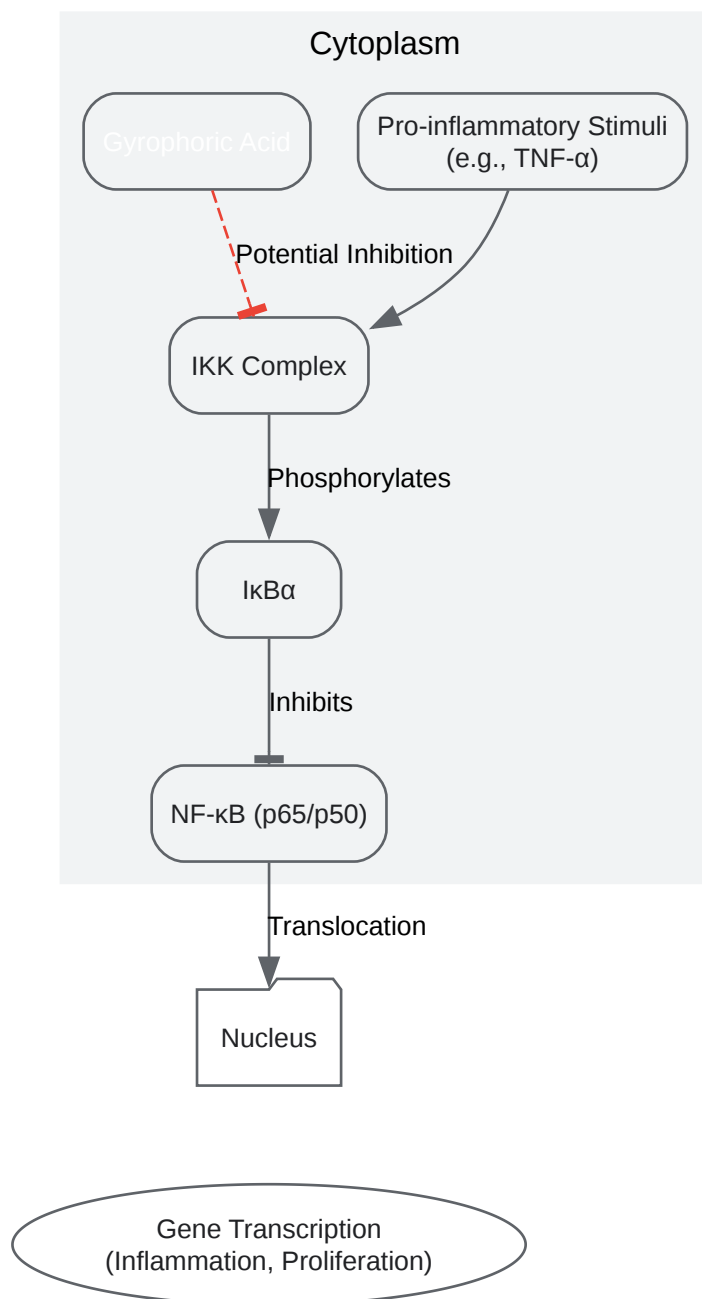 Cytoplasm
Gyrophoric Acid
Pro-inflammatory Stimuli
(e.g., TNF-α)
Potential Inhibition
IKK Complex
Phosphorylates
IκBα
Inhibits
NF-κB (p65/p50)
Translocation
Nucleus
Gene Transcription
(Inflammation, Proliferation)